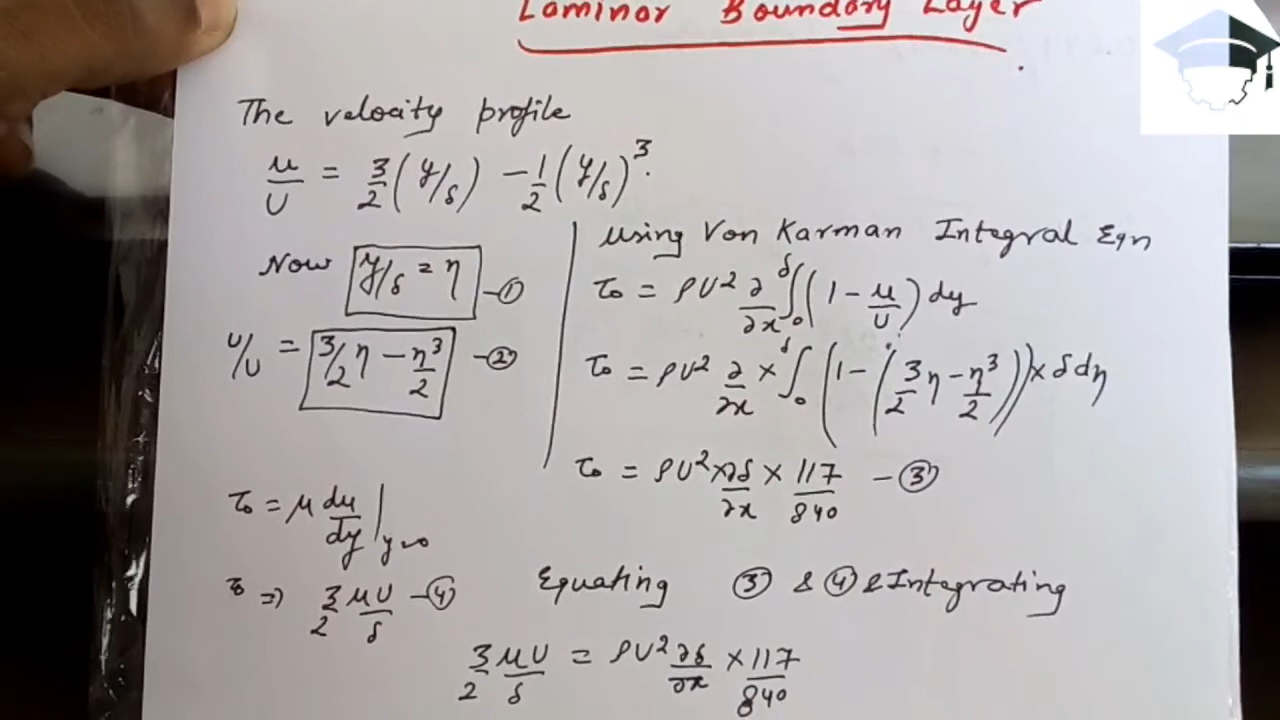 Laminar Boundary Layer
The velocity profile
u/U = 3/2 (y/δ) - 1/2 (y/δ)³.
Now y/δ = η -①
u/U = 3/2 η - η³/2 -②
using Von Karman Integral Eqn
τ₀ = ρU² ∂/∂x ∫₀^δ (1 - u/U) dy
τ₀ = ρU² ∂/∂x × ∫₀^δ (1 - (3/2 η - η³/2)) × δ dη
τ₀ = ρU² × ∂δ/∂x × 117/840 -③
τ₀ = μ du/dy |y=0
τ₀ => 3/2 μU/δ -④
Equating ③ & ④ & Integrating
3/2 μU/δ = ρU² ∂δ/∂x × 117/840